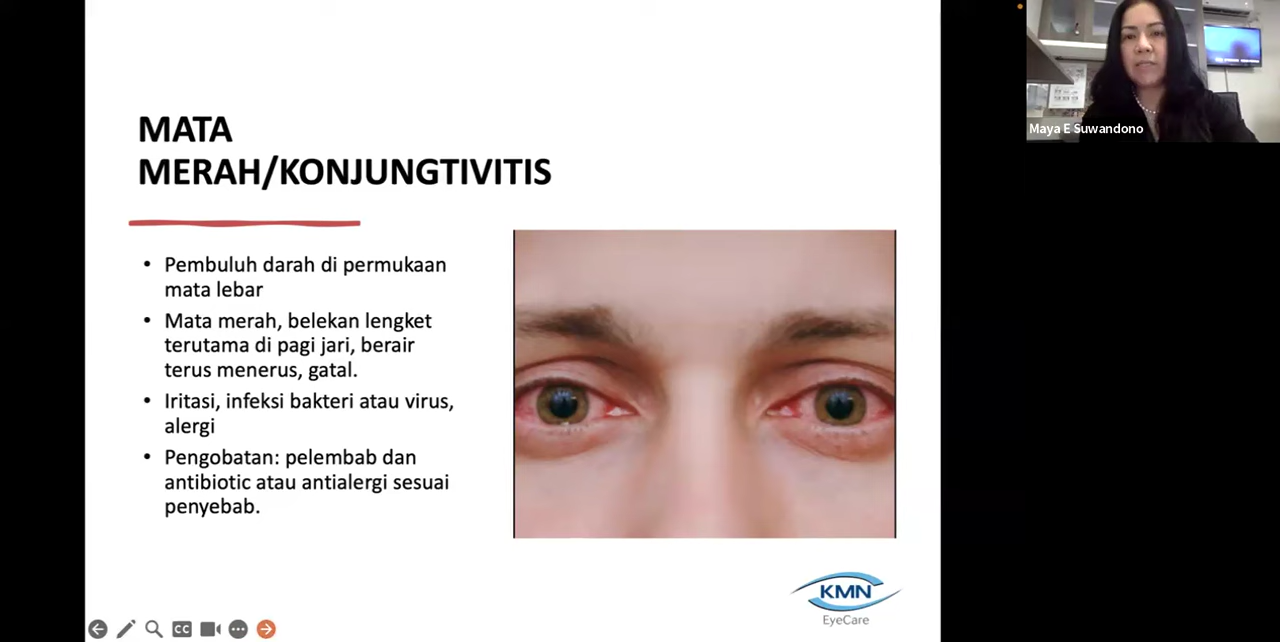 MATA
MERAH/KONJUNGTIVITIS
• Pembuluh darah di permukaan
mata lebar
• Mata merah, belekan lengket
terutama di pagi jari, berair
terus menerus, gatal.
• Iritasi, infeksi bakteri atau virus,
alergi
• Pengobatan: pelembab dan
antibiotic atau antialergi sesuai
penyebab.
KMN
EyeCare
CC
Maya E Suwandono